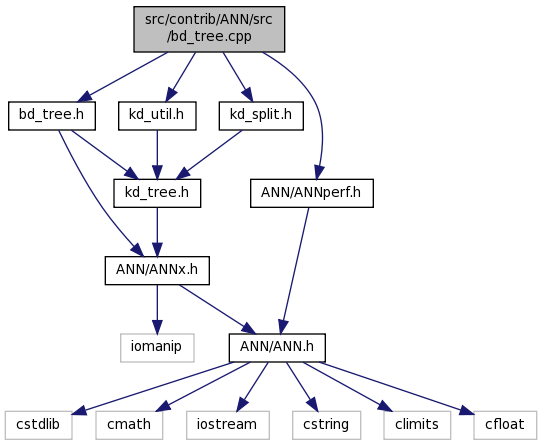 src/contrib/ANN/src
/bd_tree.cpp
bd_tree.h
kd_util.h
kd_split.h
kd_tree.h
ANN/ANNperf.h
ANN/ANNx.h
iomanip
ANN/ANN.h
cstdlib
cmath
iostream
cstring
climits
cfloat